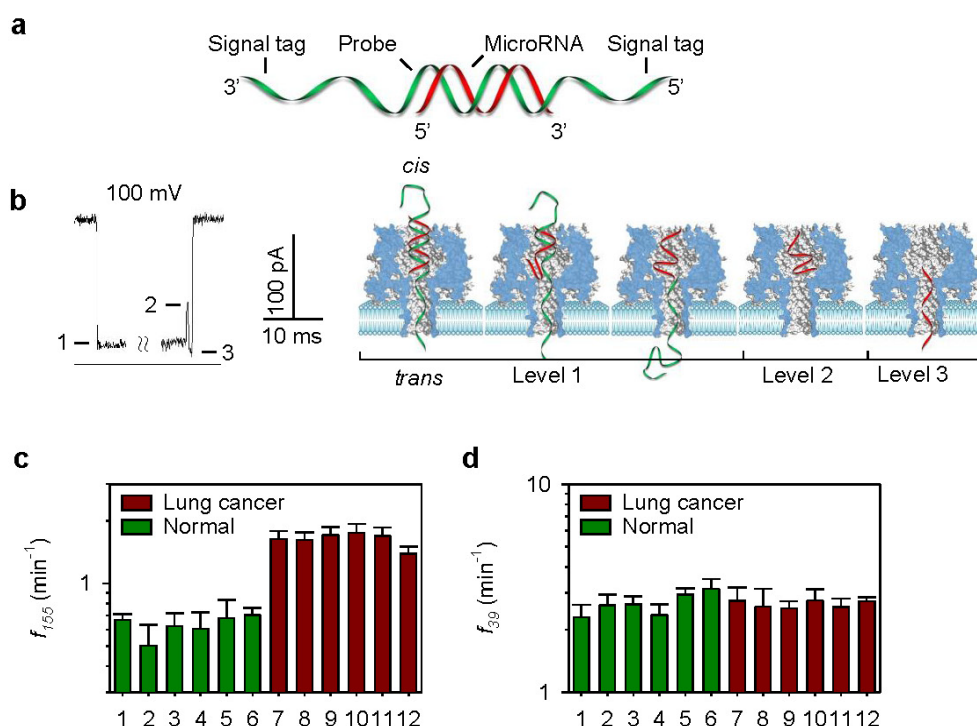 a
Signal tag Probe MicroRNA Signal tag
3’ 5’
5’ 3’
b
100 mV
cis
1
2
3
100 pA
10 ms
trans Level 1 Level 2 Level 3
c
Lung cancer
Normal
f155 (min⁻¹)
1
1 2 3 4 5 6 7 8 9 10 11 12
d
Lung cancer
Normal
f39 (min⁻¹)
10
1
1 2 3 4 5 6 7 8 9 10 11 12